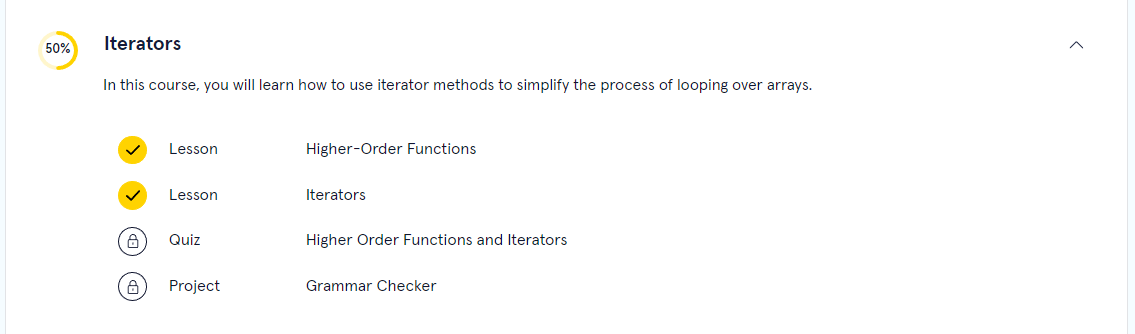 50% Iterators
In this course, you will learn how to use iterator methods to simplify the process of looping over arrays.
Lesson Higher-Order Functions
Lesson Iterators
Quiz Higher Order Functions and Iterators
Project Grammar Checker